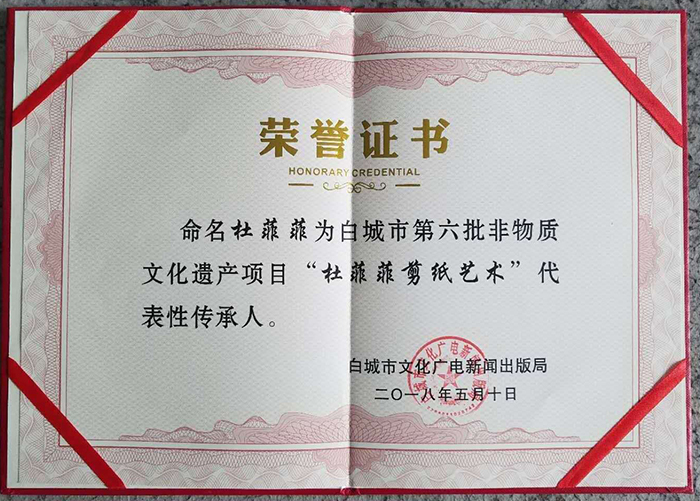 荣誉证书
HONORARY CREDENTIAL
命名杜菲菲为白城市第六批非物质
文化遗产项目“杜菲菲剪纸艺术”代
表性传承人。
白城市文化广电新闻出版局
二〇一八年五月十日